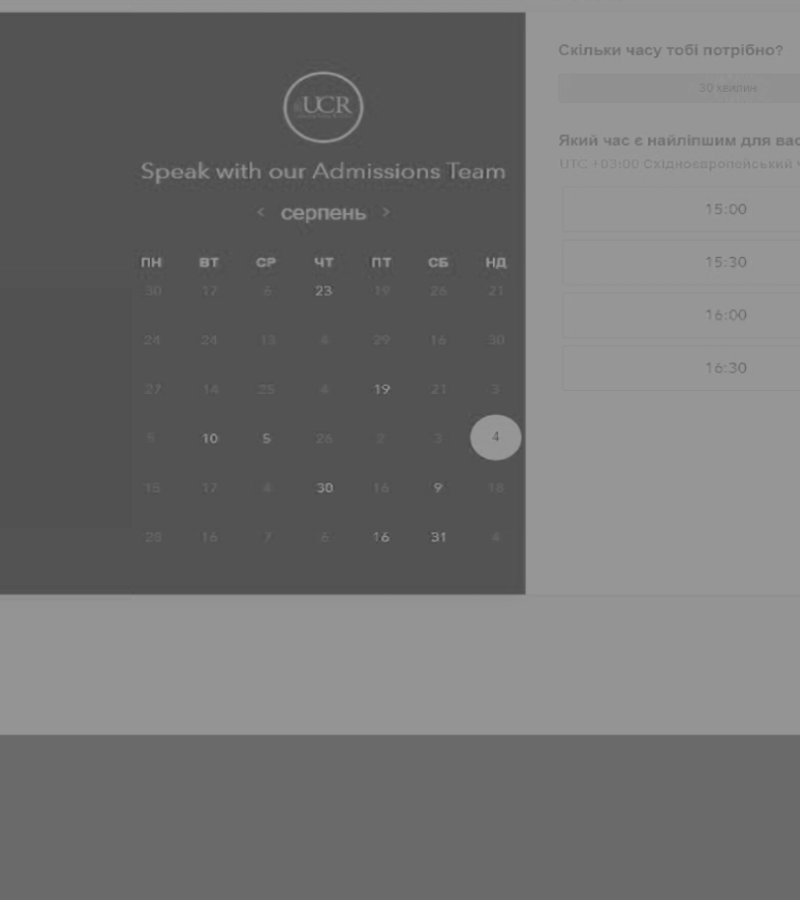 UCR
Speak with our Admissions Team
‹ серпень ›
ПН ВТ СР ЧТ ПТ СБ НД
30 17 6 23 19 26 21
24 24 13 4 29 16 30
27 14 25 4 19 21 3
5 10 5 26 2 3 4
15 17 4 30 16 9 18
28 16 7 6 16 31 4
Скільки часу тобі потрібно?
30 хвилин
Який час є найліпшим для вас
UTC +03:00 Східноєвропейський ч
15:00
15:30
16:00
16:30